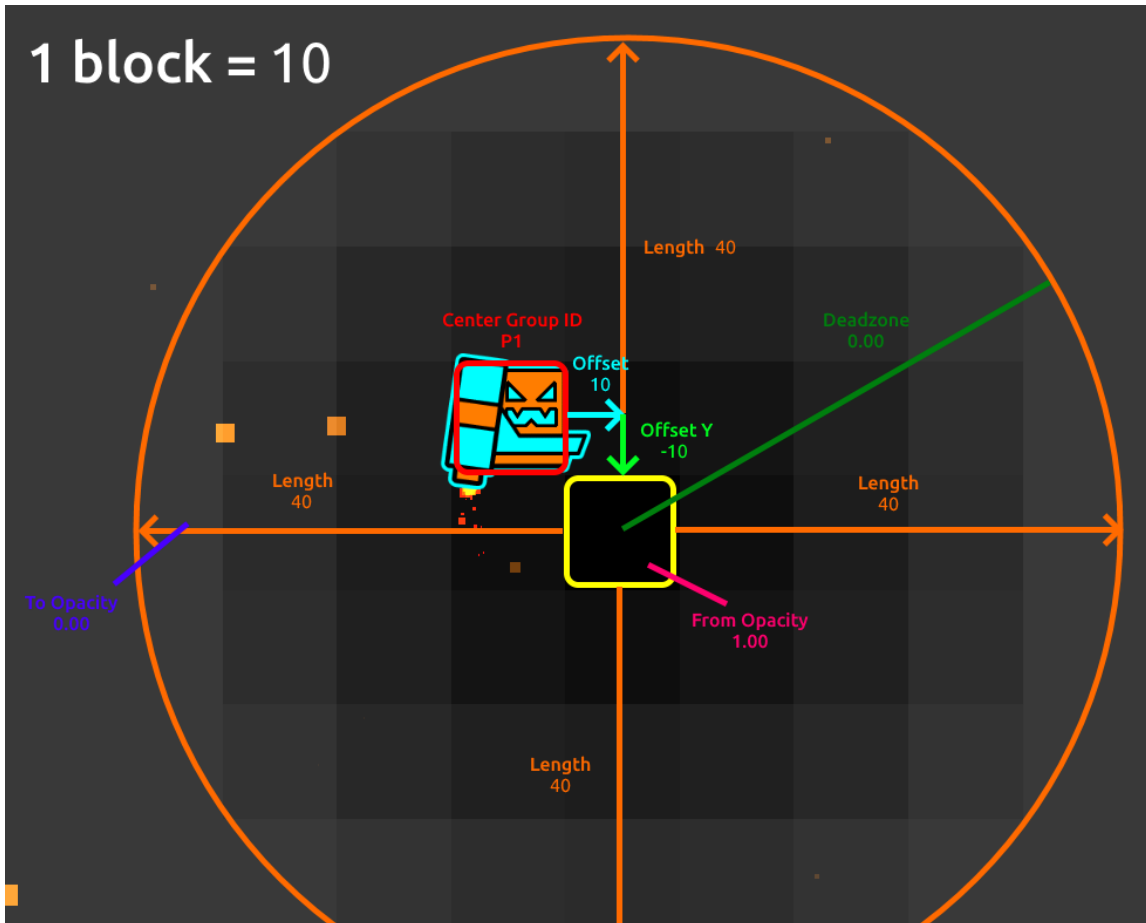 1 block = 10
Length 40
Center Group ID
P1
Deadzone
0.00
Offset
10
Offset Y
-10
Length
40
Length
40
To Opacity
0.00
From Opacity
1.00
Length
40